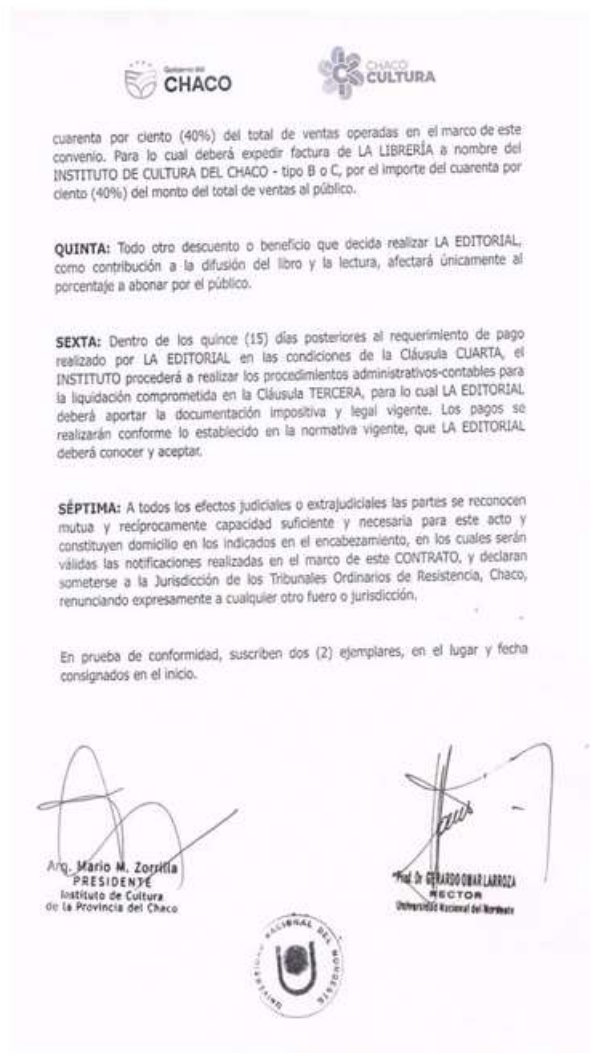 Gobierno del
CHACO
CHACO
CULTURA
cuarenta por ciento (40%) del total de ventas operadas en el marco de este
convenio. Para lo cual deberá expedir factura de LA LIBRERÍA a nombre del
INSTITUTO DE CULTURA DEL CHACO - tipo B o C, por el importe del cuarenta por
ciento (40%) del monto del total de ventas al público.
QUINTA: Todo otro descuento o beneficio que decida realizar LA EDITORIAL,
como contribución a la difusión del libro y la lectura, afectará únicamente al
porcentaje a abonar por el público.
SEXTA: Dentro de los quince (15) días posteriores al requerimiento de pago
realizado por LA EDITORIAL en las condiciones de la Cláusula CUARTA, el
INSTITUTO procederá a realizar los procedimientos administrativos-contables para
la liquidación comprometida en la Cláusula TERCERA, para lo cual LA EDITORIAL
deberá aportar la documentación impositiva y legal vigente. Los pagos se
realizarán conforme lo establecido en la normativa vigente, que LA EDITORIAL
deberá conocer y aceptar.
SÉPTIMA: A todos los efectos judiciales o extrajudiciales las partes se reconocen
mutua y recíprocamente capacidad suficiente y necesaria para este acto y
constituyen domicilio en los indicados en el encabezamiento, en los cuales serán
válidas las notificaciones realizadas en el marco de este CONTRATO, y declaran
someterse a la Jurisdicción de los Tribunales Ordinarios de Resistencia, Chaco,
renunciando expresamente a cualquier otro fuero o jurisdicción.
En prueba de conformidad, suscriben dos (2) ejemplares, en el lugar y fecha
consignados en el inicio.
Arq. Mario M. Zorrilla
PRESIDENTE
Instituto de Cultura
de la Provincia del Chaco
Prof. Dr GERARDO OMAR LARROZA
RECTOR
Universidad Nacional del Nordeste
UNIVERSIDAD NACIONAL DEL NORDESTE